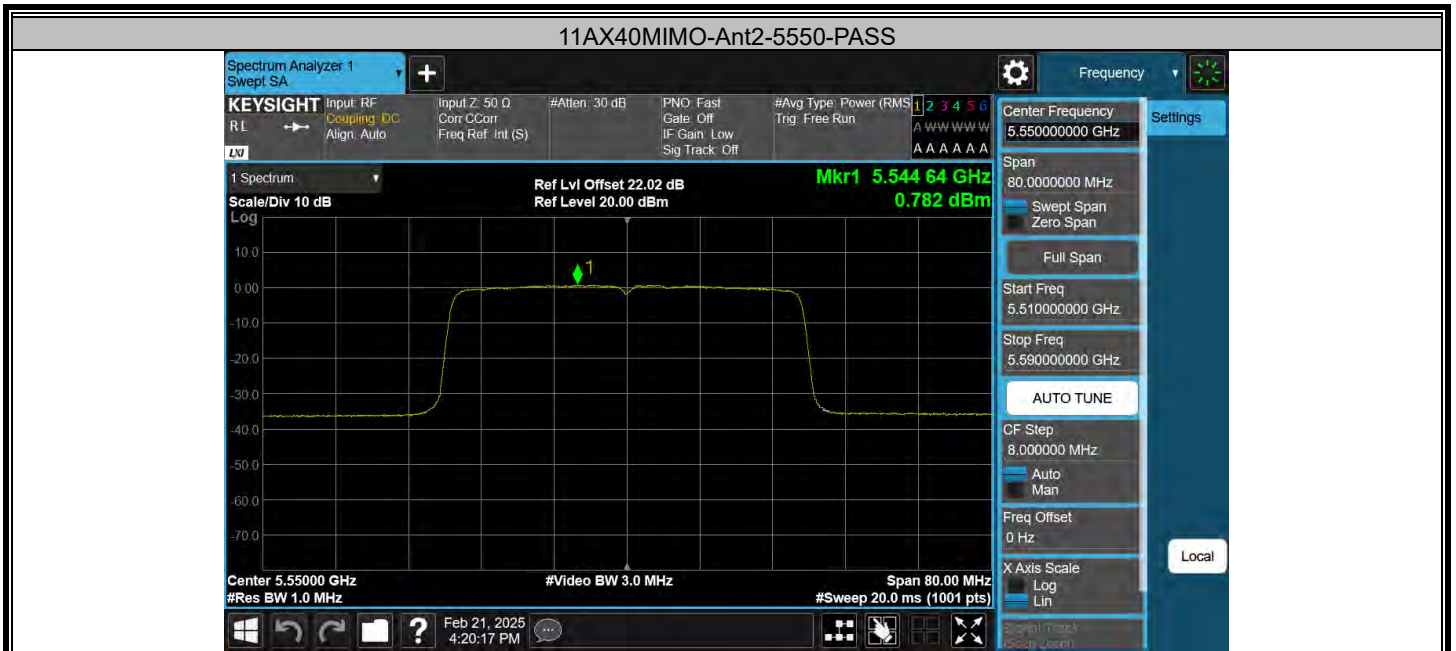 11AX40MIMO-Ant2-5550-PASS
Spectrum Analyzer 1
Swept SA
Frequency
KEYSIGHT
RL
LXI
Input: RF
Coupling: DC
Align: Auto
Input Z: 50 Ω
Corr CCorr
Freq Ref: Int (S)
#Atten: 30 dB
PNO: Fast
Gate: Off
IF Gain: Low
Sig Track: Off
#Avg Type: Power (RMS
Trig: Free Run
1 2 3 4 5 6
A W W W W W
A A A A A A
1 Spectrum
Scale/Div 10 dB
Log
Ref Lvl Offset 22.02 dB
Ref Level 20.00 dBm
Mkr1 5.544 64 GHz
0.782 dBm
1
10.0
0.00
-10.0
-20.0
-30.0
-40.0
-50.0
-60.0
-70.0
Center 5.55000 GHz
#Res BW 1.0 MHz
#Video BW 3.0 MHz
Span 80.00 MHz
#Sweep 20.0 ms (1001 pts)
Feb 21, 2025
4:20:17 PM
Center Frequency
5.550000000 GHz
Span
80.0000000 MHz
Swept Span
Zero Span
Full Span
Start Freq
5.510000000 GHz
Stop Freq
5.590000000 GHz
AUTO TUNE
CF Step
8.000000 MHz
Auto
Man
Freq Offset
0 Hz
X Axis Scale
Log
Lin
Signal Track
(Span Zoom)
Settings
Local